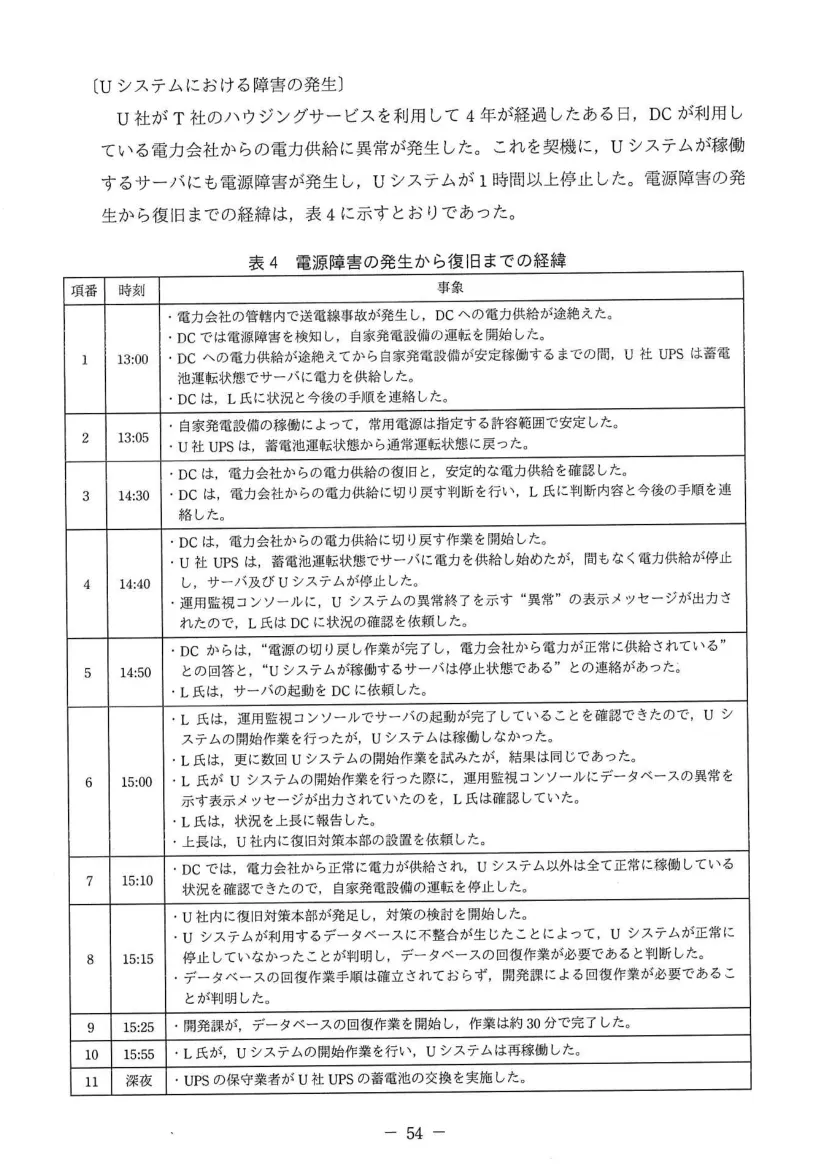 〔Uシステムにおける障害の発生〕
U社がT社のハウジングサービスを利用して4年が経過したある日，DCが利用し
ている電力会社からの電力供給に異常が発生した。これを契機に，Uシステムが稼働
するサーバにも電源障害が発生し，Uシステムが1時間以上停止した。電源障害の発
生から復旧までの経緯は，表4に示すとおりであった。
表4 電源障害の発生から復旧までの経緯
項番 時刻 事象
1 13:00
・電力会社の管轄内で送電線事故が発生し，DCへの電力供給が途絶えた。
・DCでは電源障害を検知し，自家発電設備の運転を開始した。
・DCへの電力供給が途絶えてから自家発電設備が安定稼働するまでの間，U社UPSは蓄電
池運転状態でサーバに電力を供給した。
・DCは，L氏に状況と今後の手順を連絡した。
2 13:05
・自家発電設備の稼働によって，常用電源は指定する許容範囲で安定した。
・U社UPSは，蓄電池運転状態から通常運転状態に戻った。
3 14:30
・DCは，電力会社からの電力供給の復旧と，安定的な電力供給を確認した。
・DCは，電力会社からの電力供給に切り戻す判断を行い，L氏に判断内容と今後の手順を連
絡した。
4 14:40
・DCは，電力会社からの電力供給に切り戻す作業を開始した。
・U社UPSは，蓄電池運転状態でサーバに電力を供給し始めたが，間もなく電力供給が停止
し，サーバ及びUシステムが停止した。
・運用監視コンソールに，Uシステムの異常終了を示す“異常”の表示メッセージが出力さ
れたので，L氏はDCに状況の確認を依頼した。
5 14:50
・DCからは，“電源の切り戻し作業が完了し，電力会社から電力が正常に供給されている”
との回答と，“Uシステムが稼働するサーバは停止状態である”との連絡があった。
・L氏は，サーバの起動をDCに依頼した。
6 15:00
・L氏は，運用監視コンソールでサーバの起動が完了していることを確認できたので，Uシ
ステムの開始作業を行ったが，Uシステムは稼働しなかった。
・L氏は，更に数回Uシステムの開始作業を試みたが，結果は同じであった。
・L氏がUシステムの開始作業を行った際に，運用監視コンソールにデータベースの異常を
示す表示メッセージが出力されていたのを，L氏は確認していた。
・L氏は，状況を上長に報告した。
・上長は，U社内に復旧対策本部の設置を依頼した。
7 15:10
・DCでは，電力会社から正常に電力が供給され，Uシステム以外は全て正常に稼働している
状況を確認できたので，自家発電設備の運転を停止した。
8 15:15
・U社内に復旧対策本部が発足し，対策の検討を開始した。
・Uシステムが利用するデータベースに不整合が生じたことによって，Uシステムが正常に
停止していなかったことが判明し，データベースの回復作業が必要であると判断した。
・データベースの回復作業手順は確立されておらず，開発課による回復作業が必要であるこ
とが判明した。
9 15:25 ・開発課が，データベースの回復作業を開始し，作業は約30分で完了した。
10 15:55 ・L氏が，Uシステムの開始作業を行い，Uシステムは再稼働した。
11 深夜 ・UPSの保守業者がU社UPSの蓄電池の交換を実施した。
－ 54 －